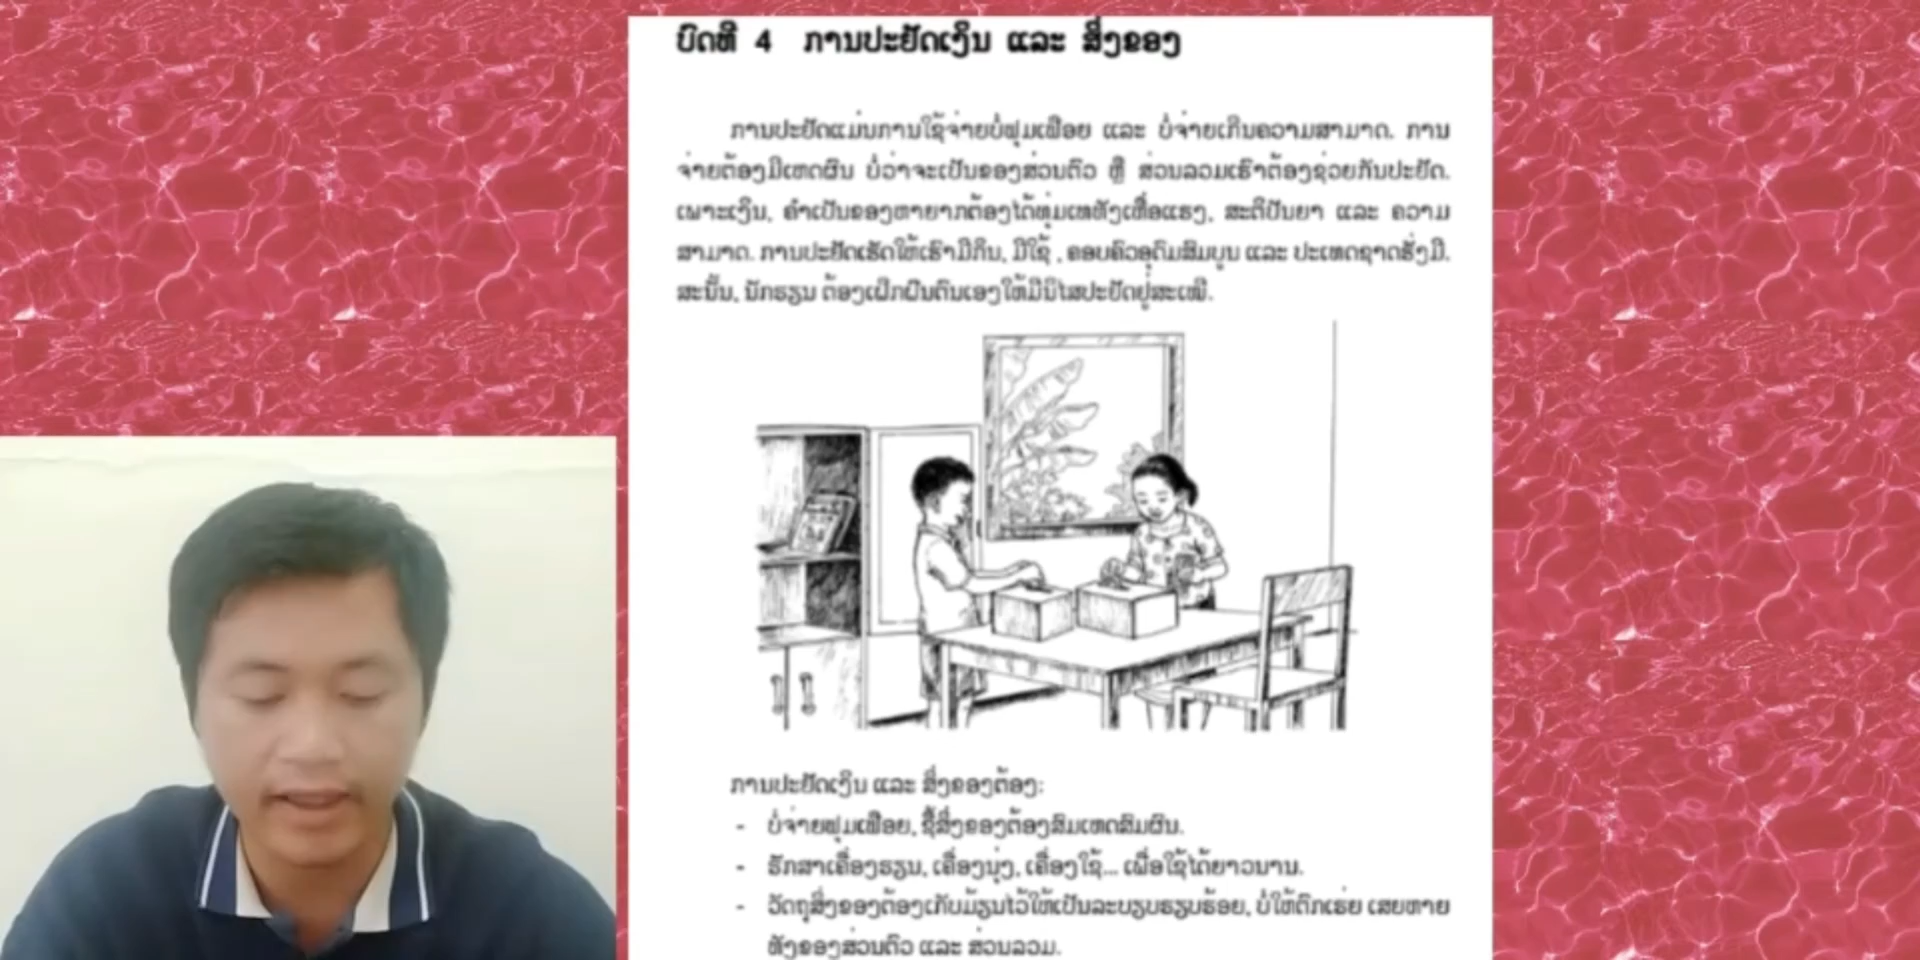 ບົດທີ 4 ການປະຢັດເງິນ ແລະ ສິ່ງຂອງ
ການປະຢັດແມ່ນການໃຊ້ຈ່າຍບໍ່ຟຸມເຟືອຍ ແລະ ບໍ່ຈ່າຍເກີນຄວາມສາມາດ. ການ
ຈ່າຍຕ້ອງມີເຫດຜົນ ບໍ່ວ່າຈະເປັນຂອງສ່ວນຕົວ ຫຼື ສ່ວນລວມເຮົາຕ້ອງຊ່ວຍກັນປະຢັດ.
ເພາະເງິນ, ຄຳເປັນຂອງຫາຍາກຕ້ອງໄດ້ທຸ່ມເທທັງເຫື່ອແຮງ, ສະຕິປັນຍາ ແລະ ຄວາມ
ສາມາດ. ການປະຢັດເຮັດໃຫ້ເຮົາມີກິນ, ມີໃຊ້ , ຄອບຄົວອຸດົມສົມບູນ ແລະ ປະເທດຊາດຮັ່ງມີ.
ສະນັ້ນ, ນັກຮຽນ ຕ້ອງເຝິກຝົນຕົນເອງໃຫ້ມີນິໄສປະຢັດຢູ່ສະເໝີ.
ການປະຢັດເງິນ ແລະ ສິ່ງຂອງຕ້ອງ:
- ບໍ່ຈ່າຍຟຸມເຟືອຍ, ຊື້ສິ່ງຂອງຕ້ອງສົມເຫດສົມຜົນ.
- ຮັກສາເຄື່ອງຮຽນ, ເຄື່ອງນຸ່ງ, ເຄື່ອງໃຊ້... ເພື່ອໃຊ້ໄດ້ຍາວນານ.
- ວັດຖຸສິ່ງຂອງຕ້ອງເກັບມ້ຽນໄວ້ໃຫ້ເປັນລະບຽບຮຽບຮ້ອຍ, ບໍ່ໃຫ້ຕົກເຮ່ຍ ເສຍຫາຍ
ທັງຂອງສ່ວນຕົວ ແລະ ສ່ວນລວມ.